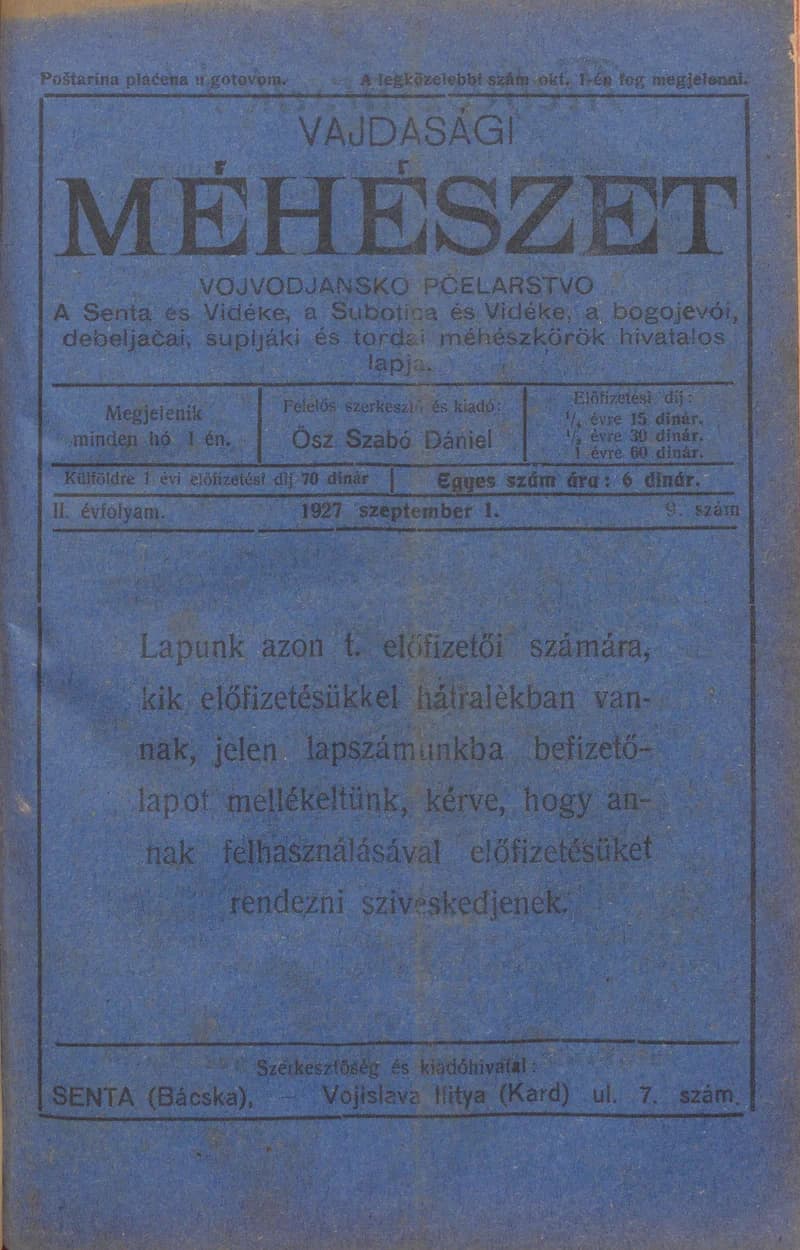 Poštarina plaćena u gotovom. — A legközelebbi szám okt. 1-én fog megjelenni.
VAJDASÁGI
MÉHÉSZET
VOJVODJANSKO PČELARSTVO
A Senta és Vidéke, a Subotica és Vidéke, a bogojevói,
debeljačai, supljáki és tordai méhészkörök hivatalos
lapja.
Megjelenik
minden hó 1 én.
Felelős szerkesztő és kiadó:
Ősz Szabó Dániel
Előfizetési díj:
¼ évre 15 dinár.
½ évre 30 dinár.
1 évre 60 dinár.
Külföldre 1 évi előfizetési díj 70 dinár | Egyes szám ára: 6 dinár.
II. évfolyam. 1927 szeptember 1. 9. szám
Lapunk azon t. előfizetői számára,
kik előfizetésükkel hátralékban van-
nak, jelen lapszámunkba befizető-
lapot mellékeltünk, kérve, hogy an-
nak felhasználásával előfizetésüket
rendezni sziveskedjenek.
Szerkesztőség és kiadóhivatal:
SENTA (Bácska), — Vojislava Ilitya (Kard) ul. 7. szám.